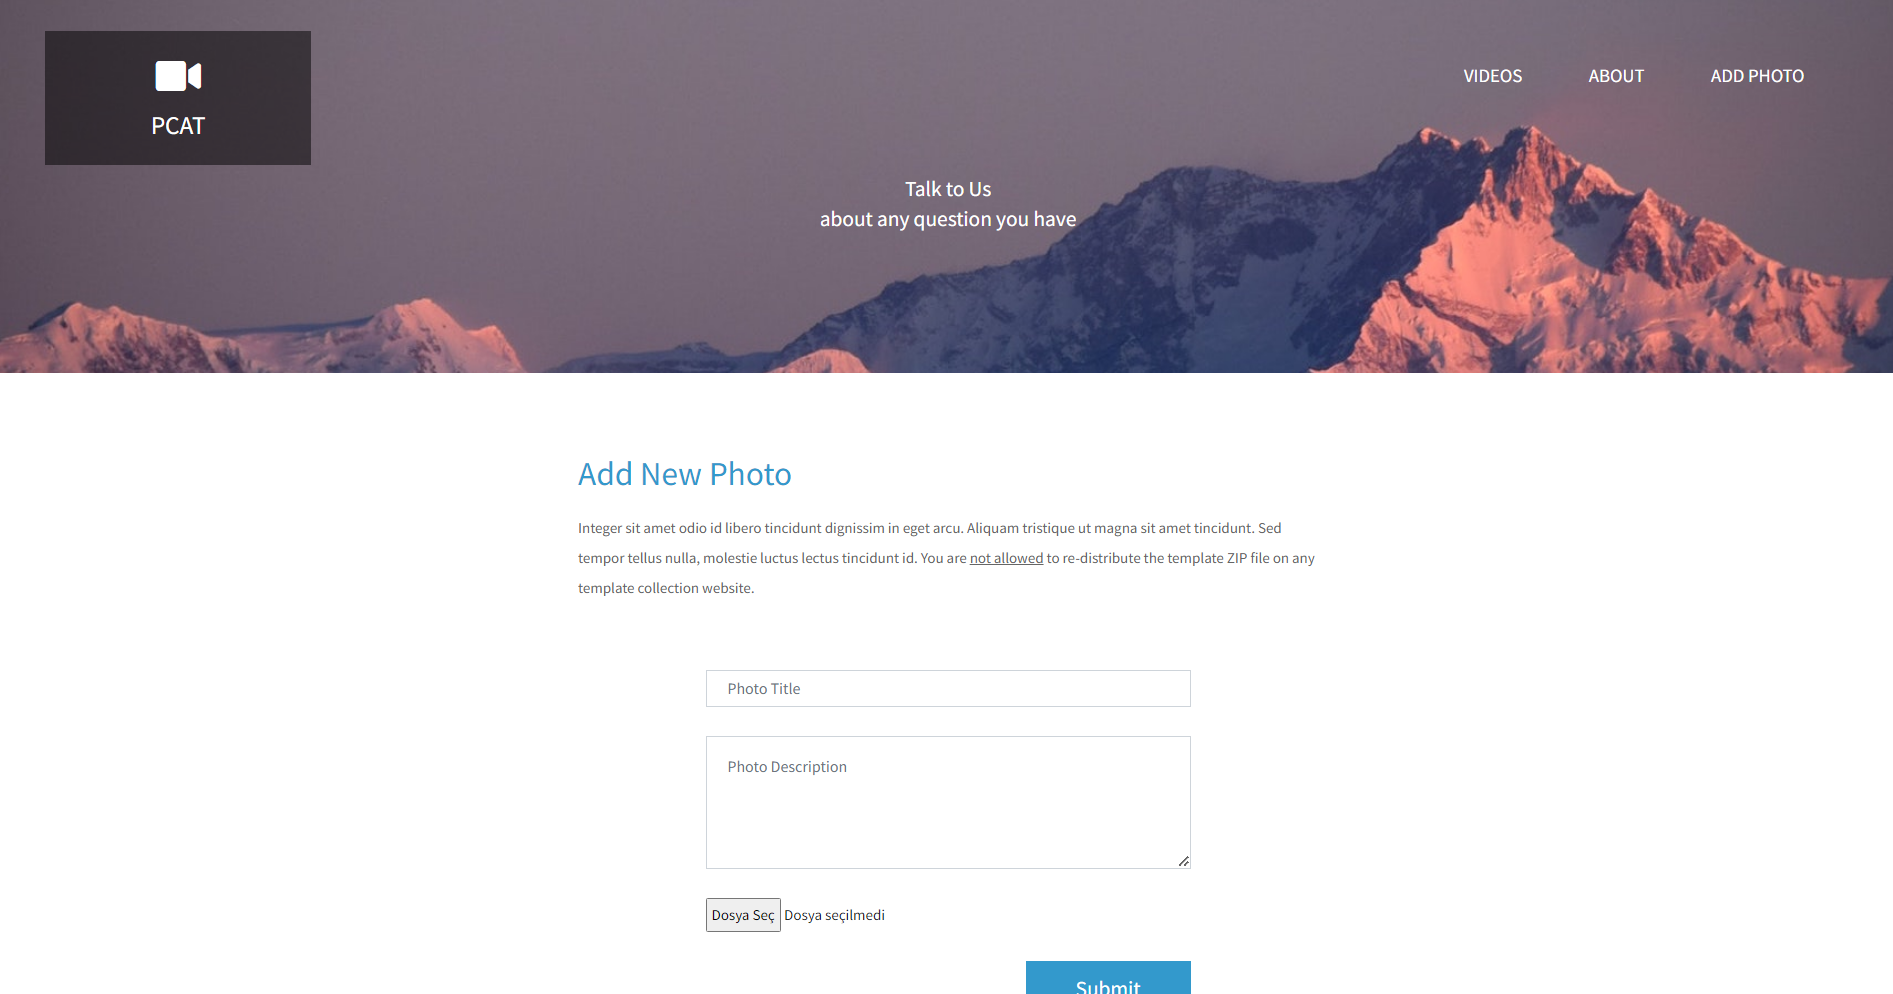 PCAT
VIDEOS
ABOUT
ADD PHOTO
Talk to Us
about any question you have
Add New Photo
Integer sit amet odio id libero tincidunt dignissim in eget arcu. Aliquam tristique ut magna sit amet tincidunt. Sed
tempor tellus nulla, molestie luctus lectus tincidunt id. You are not allowed to re-distribute the template ZIP file on any
template collection website.
Photo Title
Photo Description
Dosya Seç Dosya seçilmedi
Submit